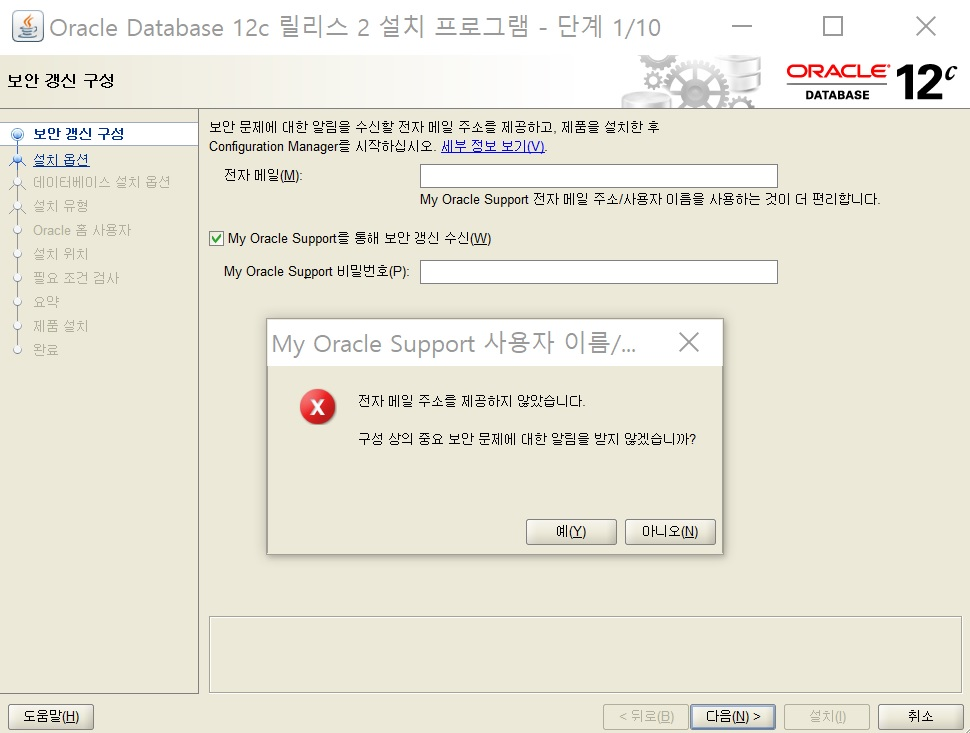 Oracle Database 12c 릴리스 2 설치 프로그램 - 단계 1/10
보안 갱신 구성
ORACLE
DATABASE
12c
보안 갱신 구성
설치 옵션
데이터베이스 설치 옵션
설치 유형
Oracle 홈 사용자
설치 위치
필요 조건 검사
요약
제품 설치
완료
보안 문제에 대한 알림을 수신할 전자 메일 주소를 제공하고, 제품을 설치한 후
Configuration Manager를 시작하십시오. 세부 정보 보기(V).
전자 메일(M):
My Oracle Support 전자 메일 주소/사용자 이름을 사용하는 것이 더 편리합니다.
My Oracle Support를 통해 보안 갱신 수신(W)
My Oracle Support 비밀번호(P):
My Oracle Support 사용자 이름/...
전자 메일 주소를 제공하지 않았습니다.
구성 상의 중요 보안 문제에 대한 알림을 받지 않겠습니까?
예(Y)
아니오(N)
도움말(H)
< 뒤로(B)
다음(N) >
설치(I)
취소